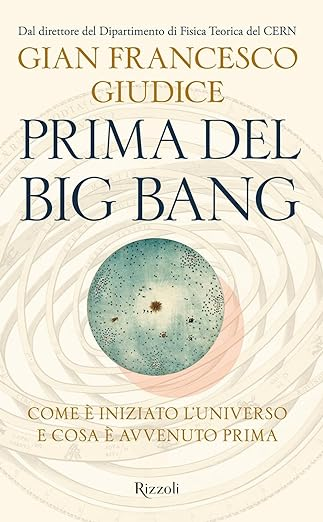 Dal direttore del Dipartimento di Fisica Teorica del CERN
GIAN FRANCESCO
GIUDICE
PRIMA DEL
BIG BANG
COME È INIZIATO L'UNIVERSO
E COSA È AVVENUTO PRIMA
Rizzoli